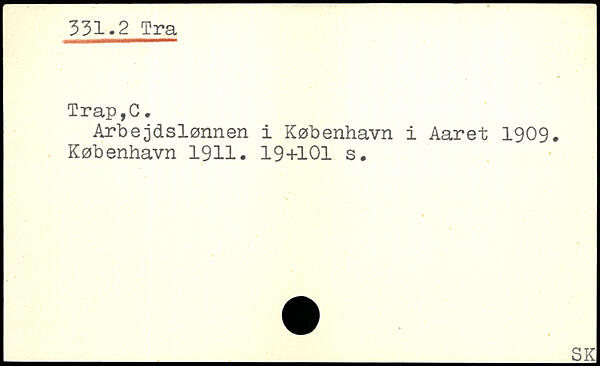 331.2 Tra
Trap,C.
Arbejdslønnen i København i Aaret 1909.
København 1911. 19+101 s.
SK